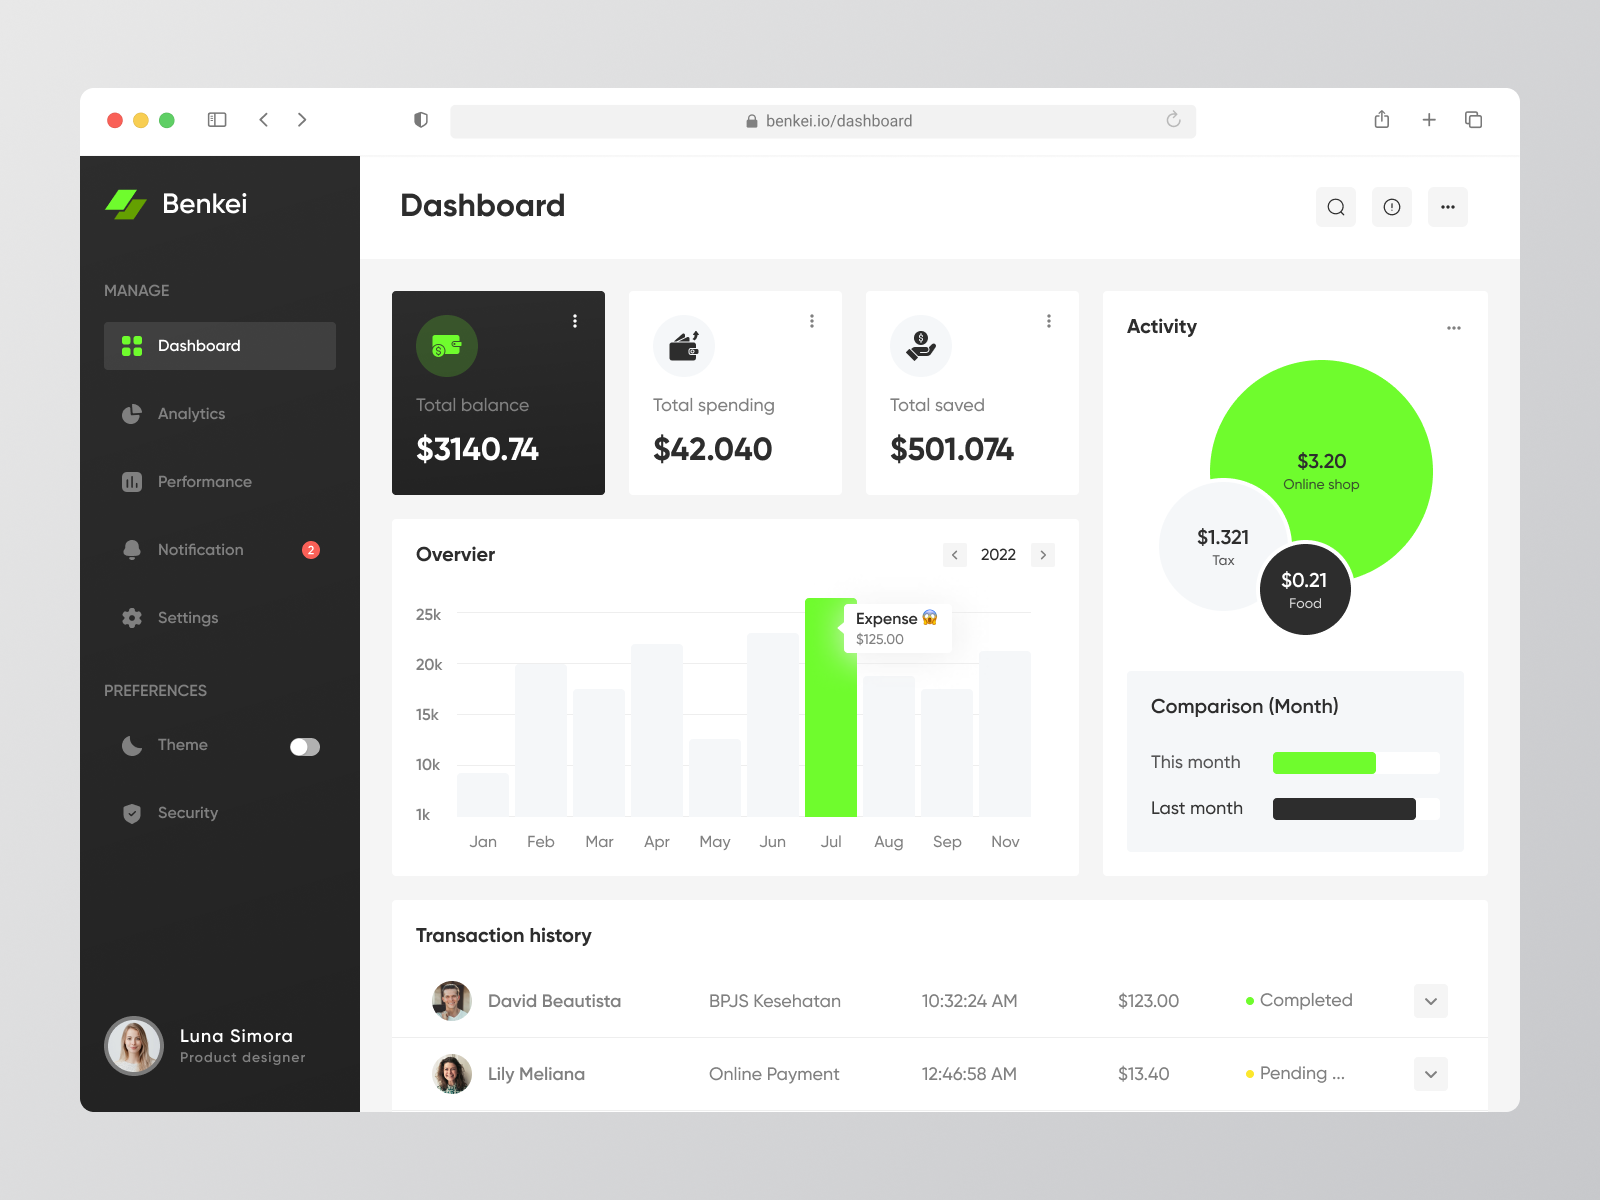 benkei.io/dashboard
Benkei
MANAGE
Dashboard
Analytics
Performance
Notification 2
Settings
PREFERENCES
Theme
Security
Luna Simora
Product designer
Dashboard
Total balance
$3140.74
Total spending
$42.040
Total saved
$501.074
Activity
$3.20
Online shop
$1.321
Tax
$0.21
Food
Comparison (Month)
This month
Last month
Overvier
2022
Expense 😱
$125.00
25k
20k
15k
10k
1k
Jan Feb Mar Apr May Jun Jul Aug Sep Nov
Transaction history
David Beautista BPJS Kesehatan 10:32:24 AM $123.00 Completed
Lily Meliana Online Payment 12:46:58 AM $13.40 Pending ...